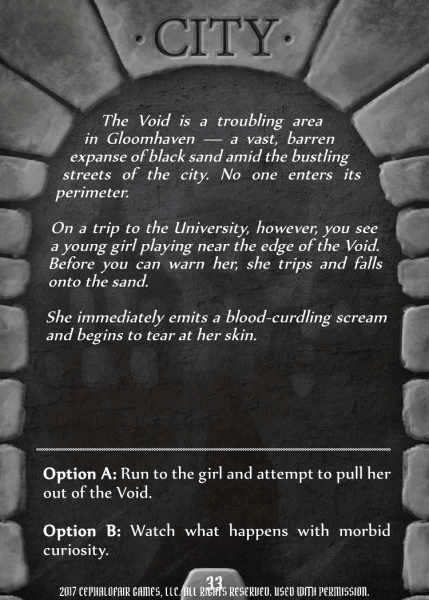 · CITY ·
The Void is a troubling area
in Gloomhaven — a vast, barren
expanse of black sand amid the bustling
streets of the city. No one enters its
perimeter.
On a trip to the University, however, you see
a young girl playing near the edge of the Void.
Before you can warn her, she trips and falls
onto the sand.
She immediately emits a blood-curdling scream
and begins to tear at her skin.
Option A: Run to the girl and attempt to pull her
out of the Void.
Option B: Watch what happens with morbid
curiosity.
33
2017 CEPHALOFAIR GAMES, LLC. ALL RIGHTS RESERVED. USED WITH PERMISSION.